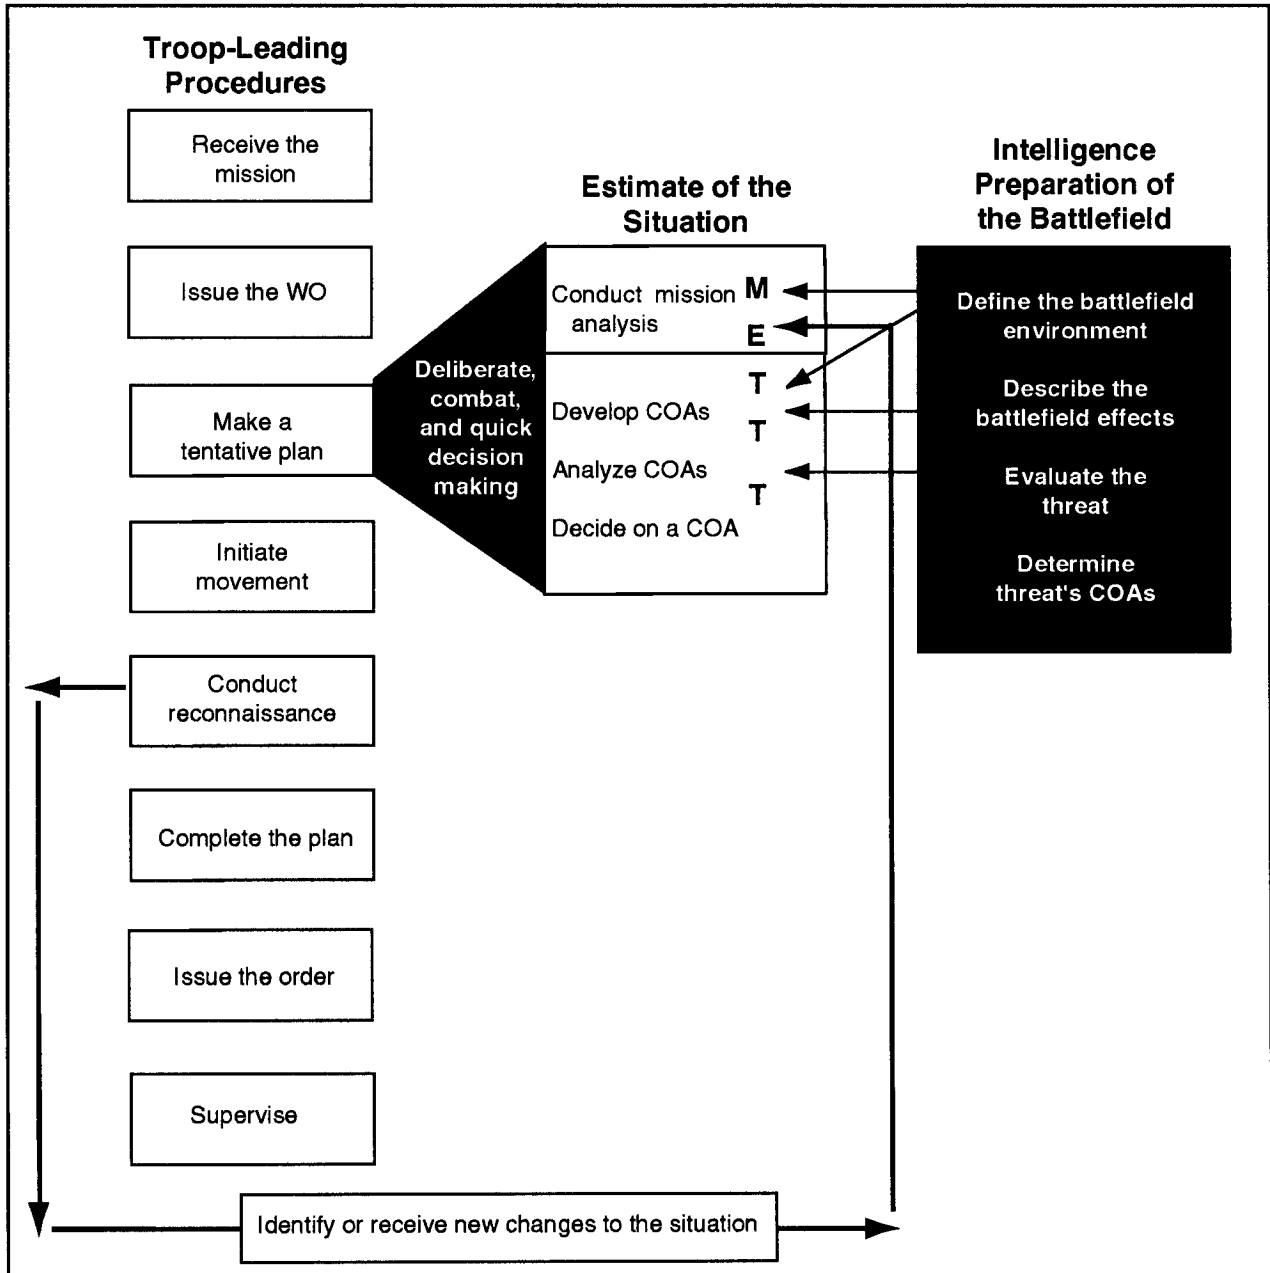 Troop-Leading
Procedures
Receive the
mission
Issue the WO
Make a
tentative plan
Initiate
movement
Conduct
reconnaissance
Complete the plan
Issue the order
Supervise
Identify or receive new changes to the situation
Deliberate,
combat,
and quick
decision
making
Estimate of the
Situation
Conduct mission M
analysis
E
T
Develop COAs
T
Analyze COAs
T
Decide on a COA
Intelligence
Preparation of
the Battlefield
Define the battlefield
environment
Describe the
battlefield effects
Evaluate the
threat
Determine
threat's COAs